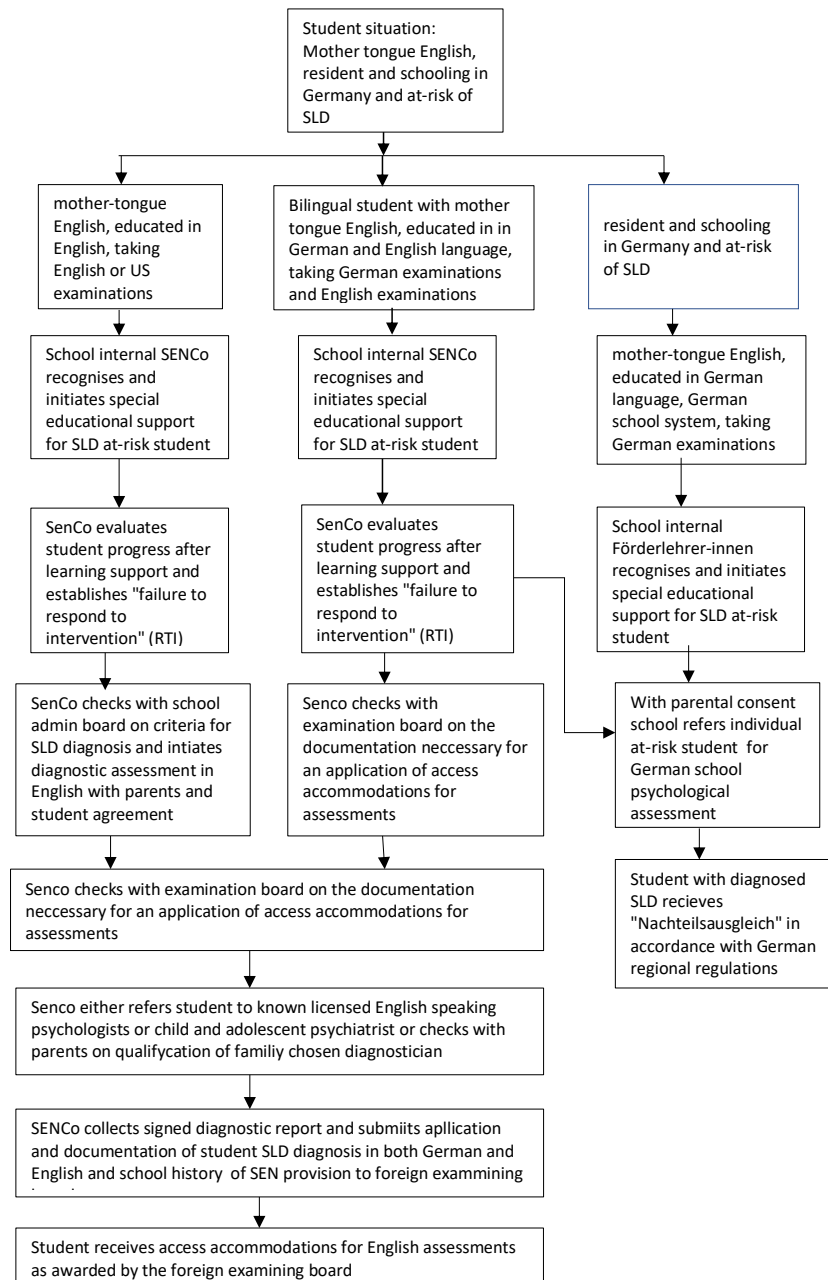 Student situation:
Mother tongue English,
resident and schooling in
Germany and at-risk of
SLD
mother-tongue
English, educated in
English, taking
English or US
examinations
Bilingual student with mother
tongue English, educated in in
German and English language,
taking German examinations
and English examinations
resident and schooling
in Germany and at-risk
of SLD
School internal SENCo
recognises and
initiates special
educational support
for SLD at-risk student
School internal SENCo
recognises and
initiates special
educational support
for SLD at-risk student
mother-tongue English,
educated in German
language, German
school system, taking
German examinations
SenCo evaluates
student progress after
learning support and
establishes "failure to
respond to
intervention" (RTI)
SenCo evaluates
student progress after
learning support and
establishes "failure to
respond to
intervention" (RTI)
School internal
Förderlehrer-innen
recognises and initiates
special educational
support for SLD at-risk
student
SenCo checks with school
admin board on criteria for
SLD diagnosis and intiates
diagnostic assessment in
English with parents and
student agreement
Senco checks with
examination board on the
documentation neccessary for
an application of access
accommodations for
assessments
With parental consent
school refers individual
at-risk student for
German school
psychological
assessment
Senco checks with examination board on the documentation
neccessary for an application of access accommodations for
assessments
Student with diagnosed
SLD recieves
"Nachteilsausgleich" in
accordance with German
regional regulations
Senco either refers student to known licensed English speaking
psychologists or child and adolescent psychiatrist or checks with
parents on qualifycation of familiy chosen diagnostician
SENCo collects signed diagnostic report and submiits apllication
and documentation of student SLD diagnosis in both German and
English and school history of SEN provision to foreign exammining
Student receives access accommodations for English assessments
as awarded by the foreign examining board